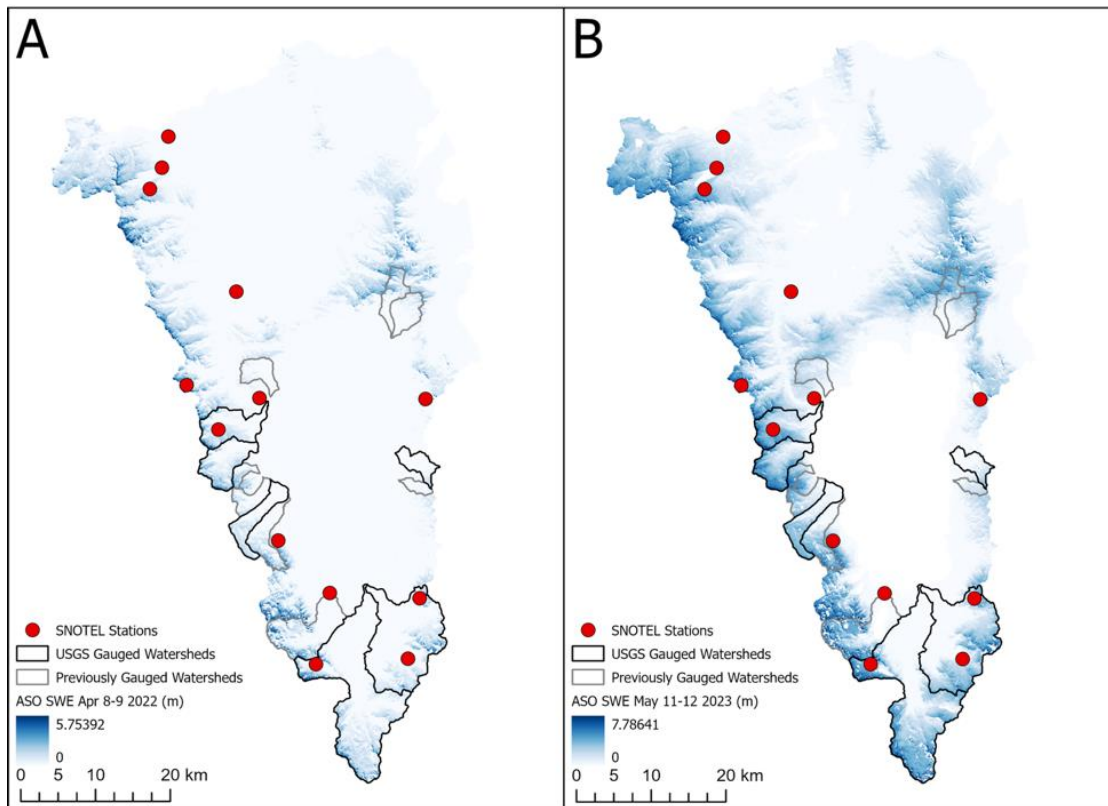 A
SNOTEL Stations
USGS Gauged Watersheds
Previously Gauged Watersheds
ASO SWE Apr 8-9 2022 (m)
5.75392
0
0 5 10 20 km
B
SNOTEL Stations
USGS Gauged Watersheds
Previously Gauged Watersheds
ASO SWE May 11-12 2023 (m)
7.78641
0
0 5 10 20 km